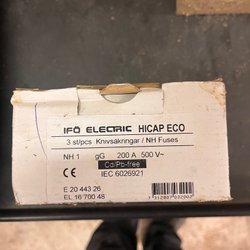 IFÖ ELECTRIC HICAP ECO
3 st/pcs Knivsäkringar / NH Fuses
NH 1 gG 200 A 500 V~
Cd/Pb-free
CE IEC 6026921
E 20 443 26
EL 16 700 48